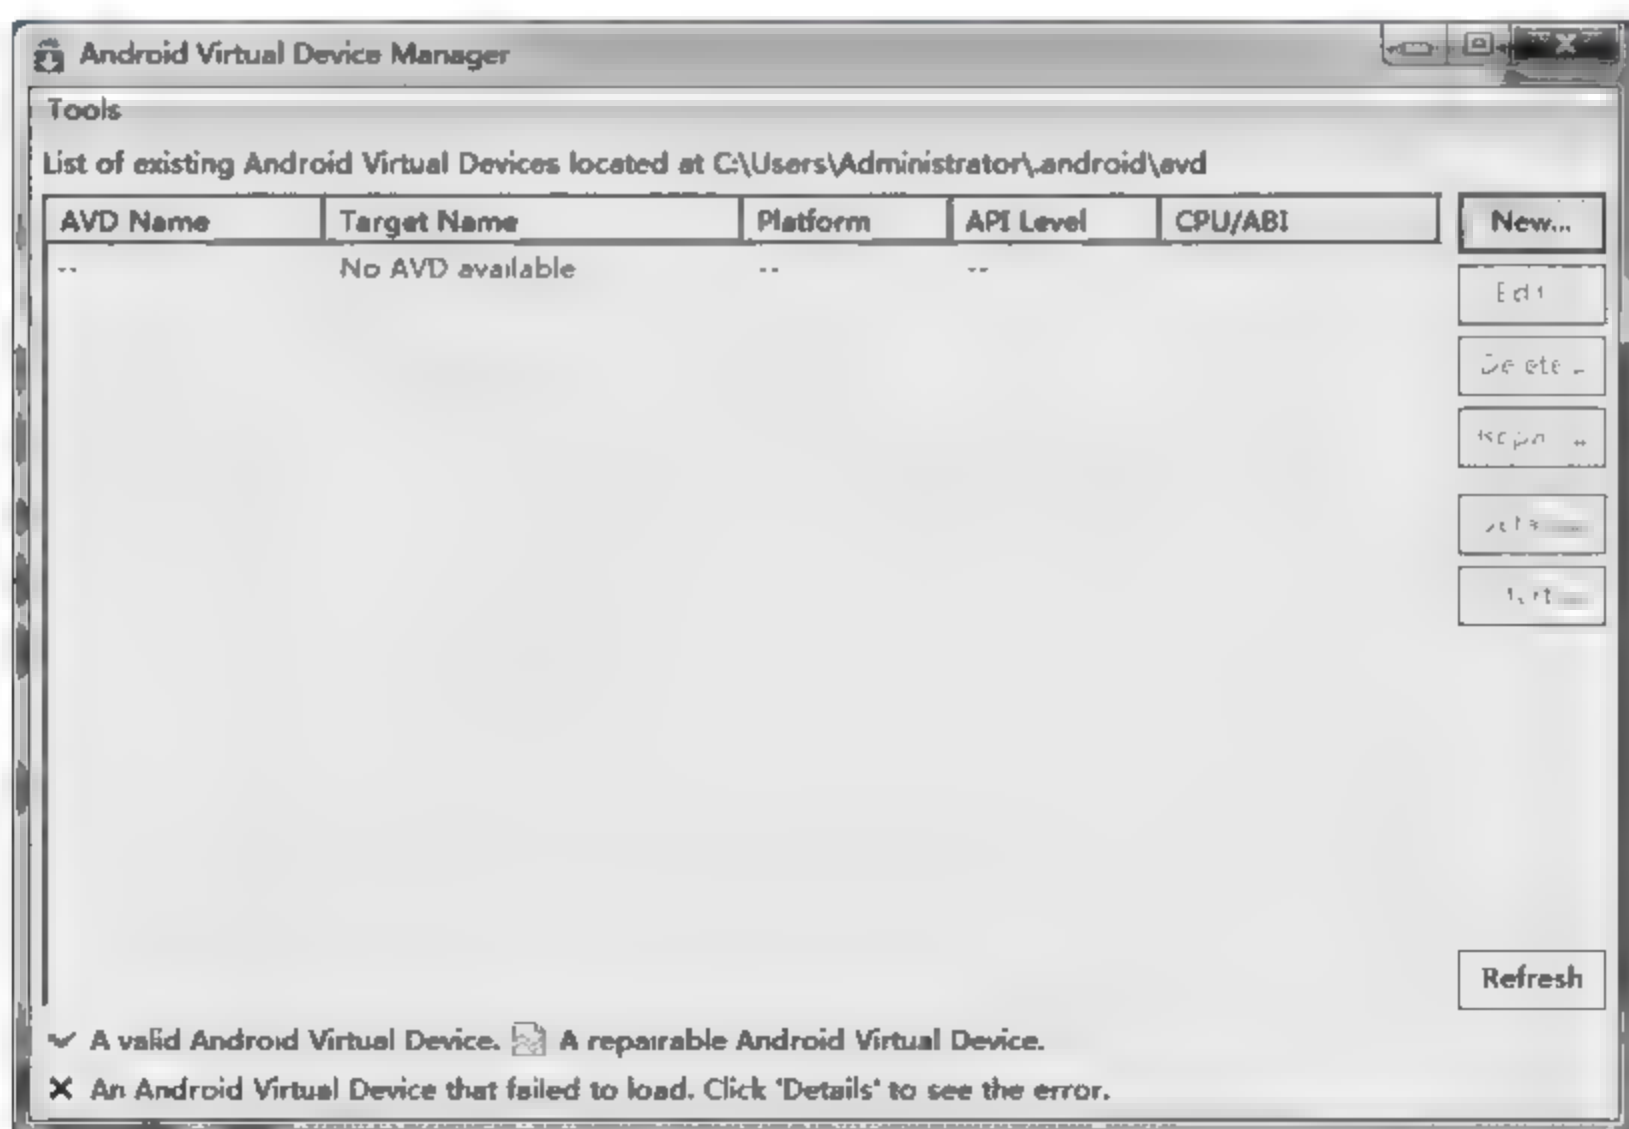 Android Virtual Device Manager
Tools
List of existing Android Virtual Devices located at C:\Users\Administrator\.android\avd
AVD Name Target Name Platform API Level CPU/ABI New...
-- No AVD available -- --
Refresh
A valid Android Virtual Device. A repairable Android Virtual Device.
An Android Virtual Device that failed to load. Click 'Details' to see the error.